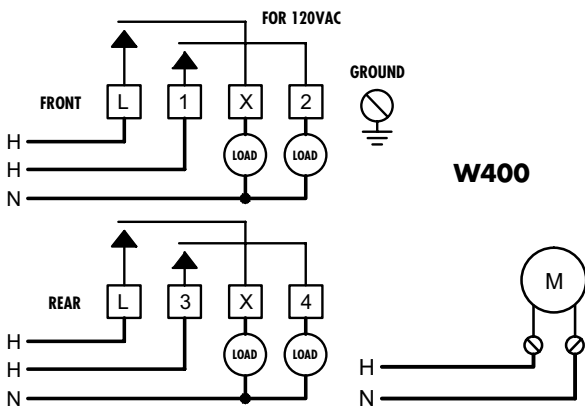 FOR 120VAC
FRONT L 1 X 2 GROUND
H LOAD LOAD
H
N
W400
REAR L 3 X 4 M
H LOAD LOAD H
H
N N